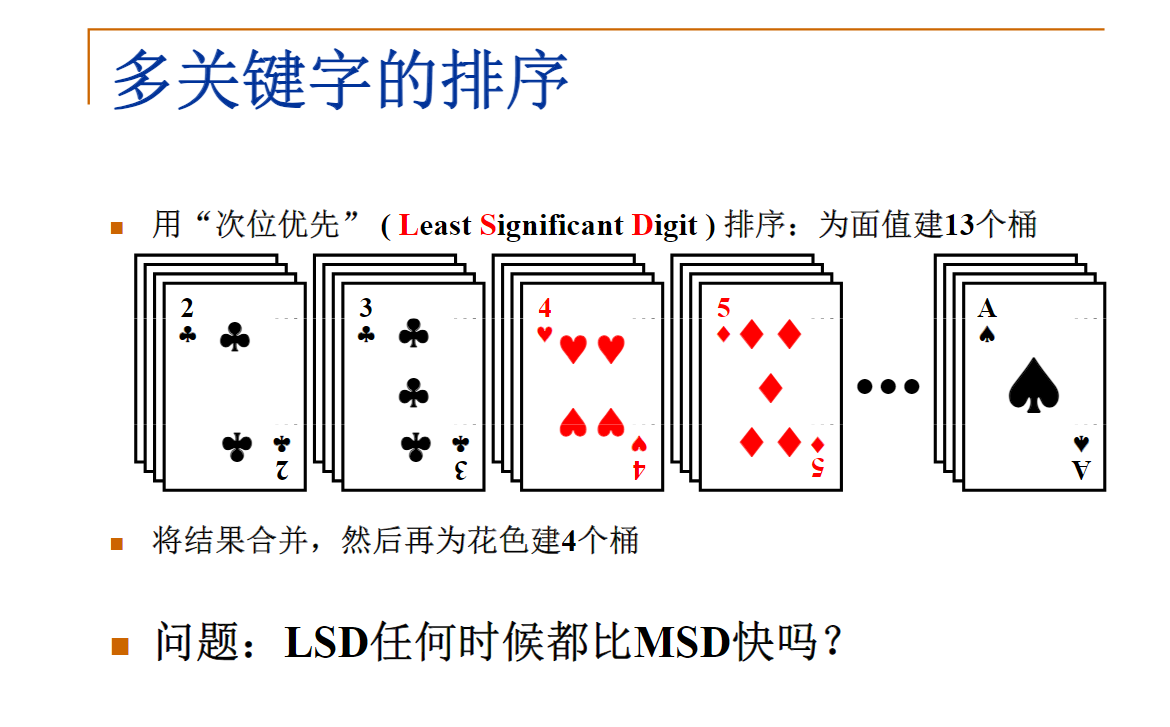 多关键字的排序
用“次位优先” ( Least Significant Digit ) 排序：为面值建13个桶
2 3 4 5 A
2 3 4 5 A
将结果合并，然后再为花色建4个桶
问题：LSD任何时候都比MSD快吗？